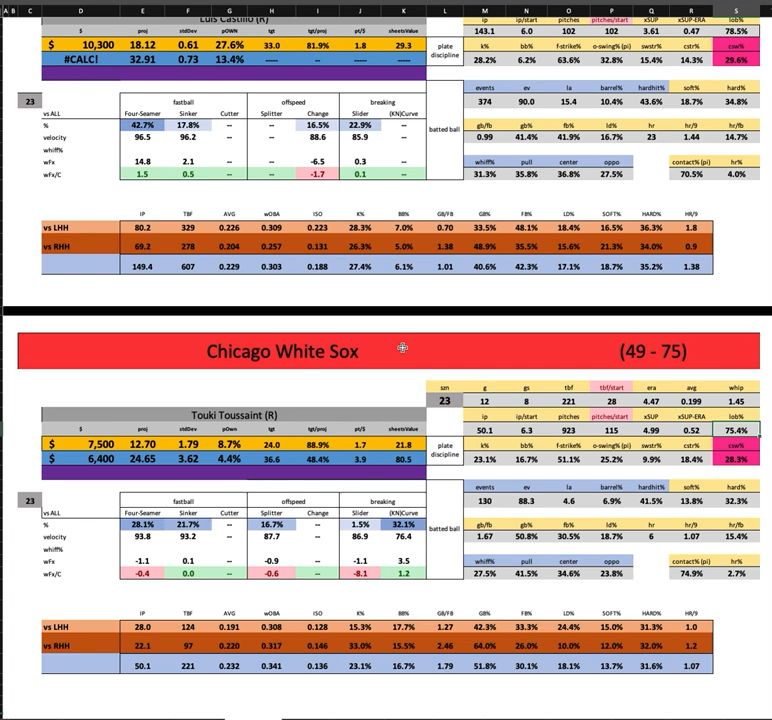 A B C D E F G H I J K L M N O P Q R S T
Luis Castillo (R) ip ip/start pitches pitches/start xSUP xSUP-ERA lob%
$ proj stdDev pOWN tgt tgt/proj pt/$ sheetsValue 143.1 6.0 102 102 3.61 0.47 78.5%
$ 10,300 18.12 0.61 27.6% 33.0 81.9% 1.8 29.3 plate discipline k% bb% f-strike% o-swing% (pi) swstr% cstr% csw%
#CALC! 32.91 0.73 13.4% ----- -- ----- -- 28.2% 6.2% 63.6% 32.8% 15.4% 14.3% 29.6%
events ev la barrel% hardhit% soft% hard%
23 fastball offspeed breaking 374 90.0 15.4 10.4% 43.6% 18.7% 34.8%
vs ALL Four-Seamer Sinker Cutter Splitter Change Slider (KN)Curve
% 42.7% 17.8% -- -- 16.5% 22.9% -- batted ball gb/fb gb% fb% ld% hr hr/9 hr/fb
velocity 96.5 96.2 -- -- 88.6 85.9 -- 0.99 41.4% 41.9% 16.7% 23 1.44 14.7%
whiff%
wFx 14.8 2.1 -6.5 0.3 whiff% pull center oppo contact% (pi) hr%
wFx/C 1.5 0.5 -- -- -1.7 0.1 -- 31.3% 35.8% 36.8% 27.5% 70.5% 4.0%
IP TBF AVG wOBA ISO K% BB% GB/FB GB% FB% LD% SOFT% HARD% HR/9
vs LHH 80.2 329 0.226 0.309 0.223 28.3% 7.0% 0.70 33.5% 48.1% 18.4% 16.5% 36.3% 1.8
vs RHH 69.2 278 0.204 0.257 0.131 26.3% 5.0% 1.38 48.9% 35.5% 15.6% 21.3% 34.0% 0.9
149.4 607 0.229 0.303 0.188 27.4% 6.1% 1.01 40.6% 42.3% 17.1% 18.7% 35.2% 1.38
Chicago White Sox (49 - 75)
szn g gs tbf tbf/start era avg whip
23 12 8 221 28 4.47 0.199 1.45
Touki Toussaint (R) ip ip/start pitches pitches/start xSUP xSUP-ERA lob%
$ proj stdDev pOwn tgt tgt/proj pt/$ sheetsValue 50.1 6.3 923 115 4.99 0.52 75.4%
$ 7,500 12.70 1.79 8.7% 24.0 88.9% 1.7 21.8 plate discipline k% bb% f-strike% o-swing% (pi) swstr% cstr% csw%
$ 6,400 24.65 3.62 4.4% 36.6 48.4% 3.9 80.5 23.1% 16.7% 51.1% 25.2% 9.9% 18.4% 28.3%
events ev la barrel% hardhit% soft% hard%
23 fastball offspeed breaking 130 88.3 4.6 6.9% 41.5% 13.8% 32.3%
vs ALL Four-Seamer Sinker Cutter Splitter Change Slider (KN)Curve
% 28.1% 21.7% -- 16.7% -- 1.5% 32.1% batted ball gb/fb gb% fb% ld% hr hr/9 hr/fb
velocity 93.8 93.2 -- 87.7 -- 86.9 76.4 1.67 50.8% 30.5% 18.7% 6 1.07 15.4%
whiff%
wFx -1.1 0.1 -0.9 -1.1 3.5 whiff% pull center oppo contact% (pi) hr%
wFx/C -0.4 0.0 -- -0.6 -- -8.1 1.2 27.5% 41.5% 34.6% 23.8% 74.9% 2.7%
IP TBF AVG wOBA ISO K% BB% GB/FB GB% FB% LD% SOFT% HARD% HR/9
vs LHH 28.0 124 0.191 0.308 0.128 15.3% 17.7% 1.27 42.3% 33.3% 24.4% 15.0% 31.3% 1.0
vs RHH 22.1 97 0.220 0.317 0.146 33.0% 15.5% 2.46 64.0% 26.0% 10.0% 12.0% 32.0% 1.2
50.1 221 0.232 0.341 0.136 23.1% 16.7% 1.79 51.8% 30.1% 18.1% 13.7% 31.6% 1.07